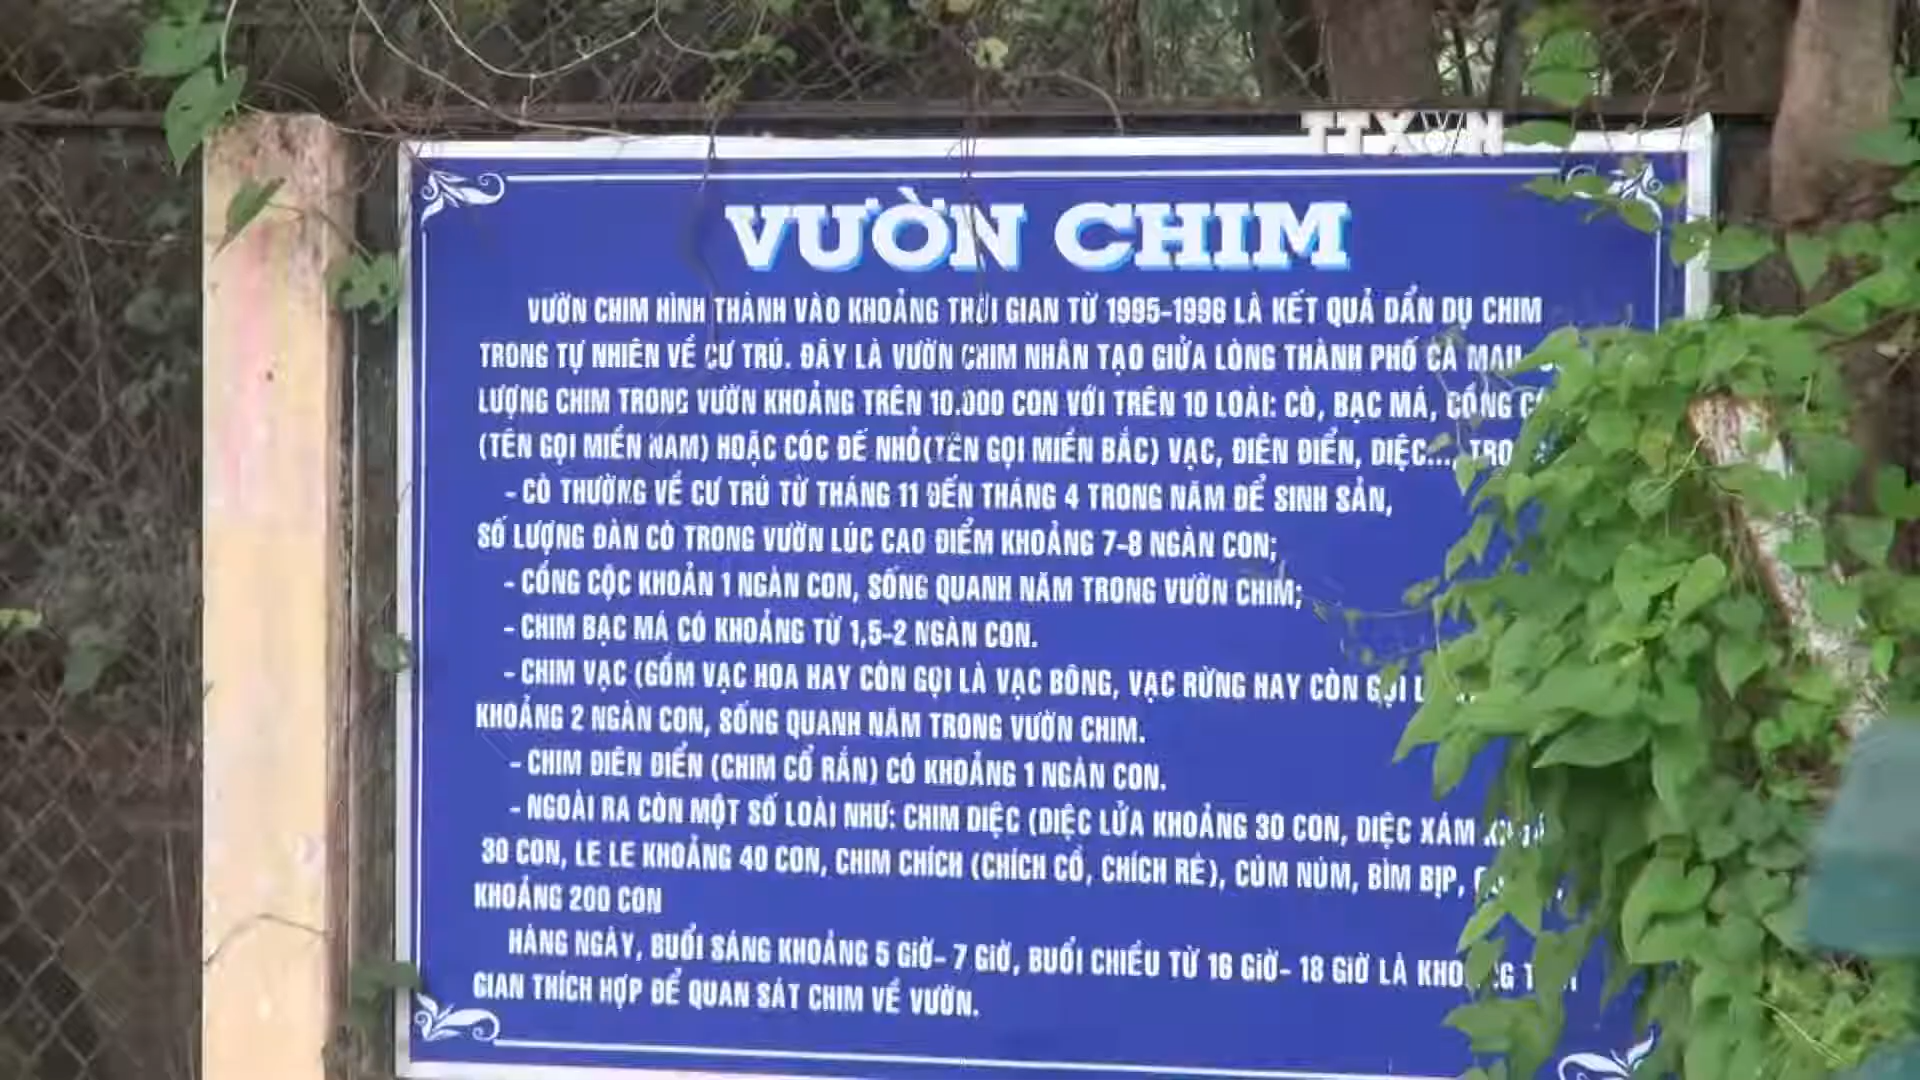 TTXVN
VƯỜN CHIM
VƯỜN CHIM HÌNH THÀNH VÀO KHOẢNG THỜI GIAN TỪ 1995-1996 LÀ KẾT QUẢ DẪN DỤ CHIM
TRONG TỰ NHIÊN VỀ CƯ TRÚ. ĐÂY LÀ VƯỜN CHIM NHÂN TẠO GIỮA LÒNG THÀNH PHỐ CÀ MAU.
LƯỢNG CHIM TRONG VƯỜN KHOẢNG TRÊN 10.000 CON VỚI TRÊN 10 LOÀI: CÒ, BẠC MÁ, CỒNG
(TÊN GỌI MIỀN NAM) HOẶC CÓC ĐẾ NHỎ(TÊN GỌI MIỀN BẮC) VẠC, ĐIÊN ĐIỂN, DIỆC...,
- CÒ THƯỜNG VỀ CƯ TRÚ TỪ THÁNG 11 ĐẾN THÁNG 4 TRONG NĂM ĐỂ SINH SẢN,
SỐ LƯỢNG ĐÀN CÒ TRONG VƯỜN LÚC CAO ĐIỂM KHOẢNG 7-8 NGÀN CON;
- CỒNG CỘC KHOẢN 1 NGÀN CON, SỐNG QUANH NĂM TRONG VƯỜN CHIM;
- CHIM BẠC MÁ CÓ KHOẢNG TỪ 1,5-2 NGÀN CON.
- CHIM VẠC (GỒM VẠC HOA HAY CÒN GỌI LÀ VẠC BÔNG, VẠC RỪNG HAY CÒN GỌI
KHOẢNG 2 NGÀN CON, SỐNG QUANH NĂM TRONG VƯỜN CHIM.
- CHIM ĐIÊN ĐIỂN (CHIM CỔ RẮN) CÓ KHOẢNG 1 NGÀN CON.
- NGOÀI RA CÒN MỘT SỐ LOÀI NHƯ: CHIM DIỆC (DIỆC LỬA KHOẢNG 30 CON, DIỆC XÁM
30 CON, LE LE KHOẢNG 40 CON, CHIM CHÍCH (CHÍCH CỒ, CHÍCH RÈ), CÚM NÚM, BÌM BỊP,
KHOẢNG 200 CON
HÀNG NGÀY, BUỔI SÁNG KHOẢNG 5 GIỜ- 7 GIỜ, BUỔI CHIỀU TỪ 16 GIỜ- 18 GIỜ LÀ KHOẢNG
GIAN THÍCH HỢP ĐỂ QUAN SÁT CHIM VỀ VƯỜN.